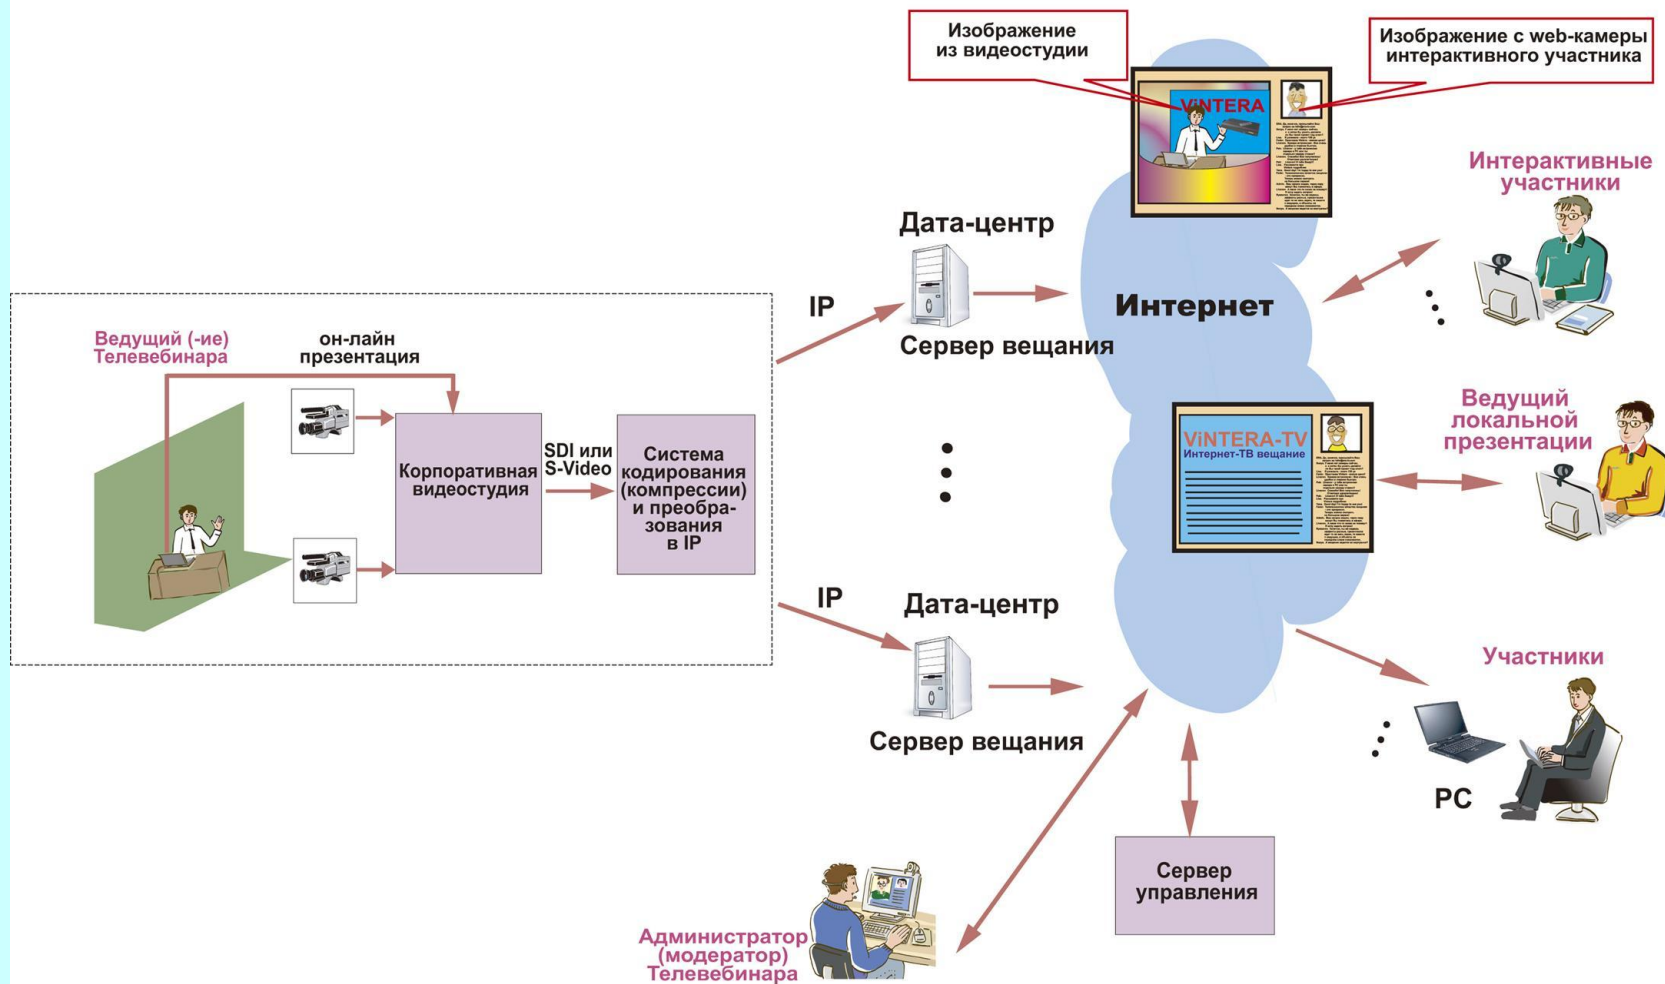 Изображение
из видеостудии
Изображение с web-камеры
интерактивного участника
ViNTERA
Интерактивные
участники
Дата-центр
IP
Интернет
Сервер вещания
Ведущий (-ие)
Телевебинара
он-лайн
презентация
Ведущий
локальной
презентации
ViNTERA-TV
Интернет-ТВ вещание
SDI или
S-Video
Корпоративная
видеостудия
Система
кодирования
(компрессии)
и преобра-
зования
в IP
IP
Дата-центр
Участники
Сервер вещания
PC
Сервер
управления
Администратор
(модератор)
Телевебинара